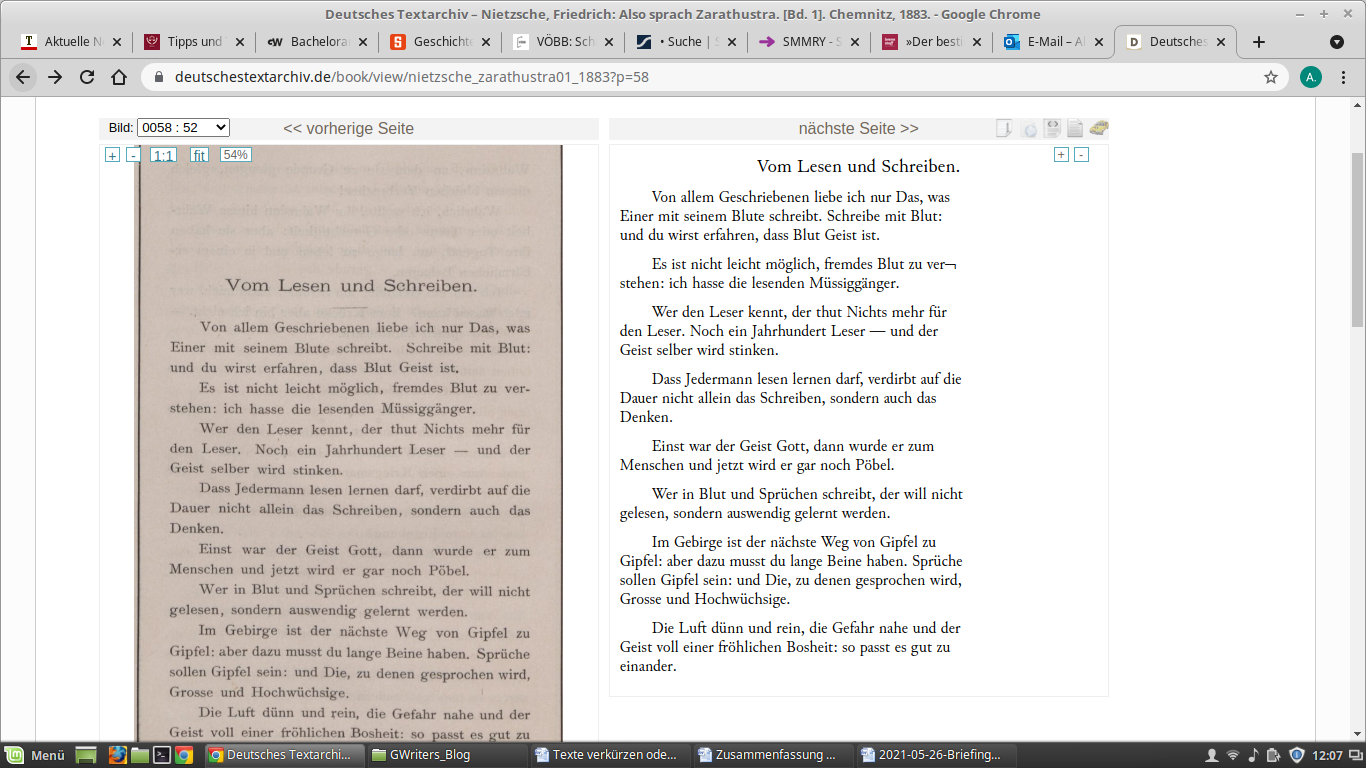 Deutsches Textarchiv – Nietzsche, Friedrich: Also sprach Zarathustra. [Bd. 1]. Chemnitz, 1883. - Google Chrome
Aktuelle N
Tipps und
Bachelora
Geschicht
VÖBB: Sch
• Suche | S
SMMRY - S
»Der besti
E-Mail – Al
Deutsches
deutschestextarchiv.de/book/view/nietzsche_zarathustra01_1883?p=58
A.
Bild: 0058 : 52
<< vorherige Seite
nächste Seite >>
+ - 1:1 fit 54%
Vom Lesen und Schreiben.
Von allem Geschriebenen liebe ich nur Das, was
Einer mit seinem Blute schreibt. Schreibe mit Blut:
und du wirst erfahren, dass Blut Geist ist.
Es ist nicht leicht möglich, fremdes Blut zu ver-
stehen: ich hasse die lesenden Müssiggänger.
Wer den Leser kennt, der thut Nichts mehr für
den Leser. Noch ein Jahrhundert Leser — und der
Geist selber wird stinken.
Dass Jedermann lesen lernen darf, verdirbt auf die
Dauer nicht allein das Schreiben, sondern auch das
Denken.
Einst war der Geist Gott, dann wurde er zum
Menschen und jetzt wird er gar noch Pöbel.
Wer in Blut und Sprüchen schreibt, der will nicht
gelesen, sondern auswendig gelernt werden.
Im Gebirge ist der nächste Weg von Gipfel zu
Gipfel: aber dazu musst du lange Beine haben. Sprüche
sollen Gipfel sein: und Die, zu denen gesprochen wird,
Grosse und Hochwüchsige.
Die Luft dünn und rein, die Gefahr nahe und der
Geist voll einer fröhlichen Bosheit: so passt es gut zu
+ -
Vom Lesen und Schreiben.
Von allem Geschriebenen liebe ich nur Das, was
Einer mit seinem Blute schreibt. Schreibe mit Blut:
und du wirst erfahren, dass Blut Geist ist.
Es ist nicht leicht möglich, fremdes Blut zu ver¬
stehen: ich hasse die lesenden Müssiggänger.
Wer den Leser kennt, der thut Nichts mehr für
den Leser. Noch ein Jahrhundert Leser — und der
Geist selber wird stinken.
Dass Jedermann lesen lernen darf, verdirbt auf die
Dauer nicht allein das Schreiben, sondern auch das
Denken.
Einst war der Geist Gott, dann wurde er zum
Menschen und jetzt wird er gar noch Pöbel.
Wer in Blut und Sprüchen schreibt, der will nicht
gelesen, sondern auswendig gelernt werden.
Im Gebirge ist der nächste Weg von Gipfel zu
Gipfel: aber dazu musst du lange Beine haben. Sprüche
sollen Gipfel sein: und Die, zu denen gesprochen wird,
Grosse und Hochwüchsige.
Die Luft dünn und rein, die Gefahr nahe und der
Geist voll einer fröhlichen Bosheit: so passt es gut zu
einander.
Menü
Deutsches Textarchi...
GWriters_Blog
Texte verkürzen ode...
Zusammenfassung ...
2021-05-26-Briefing...
12:07